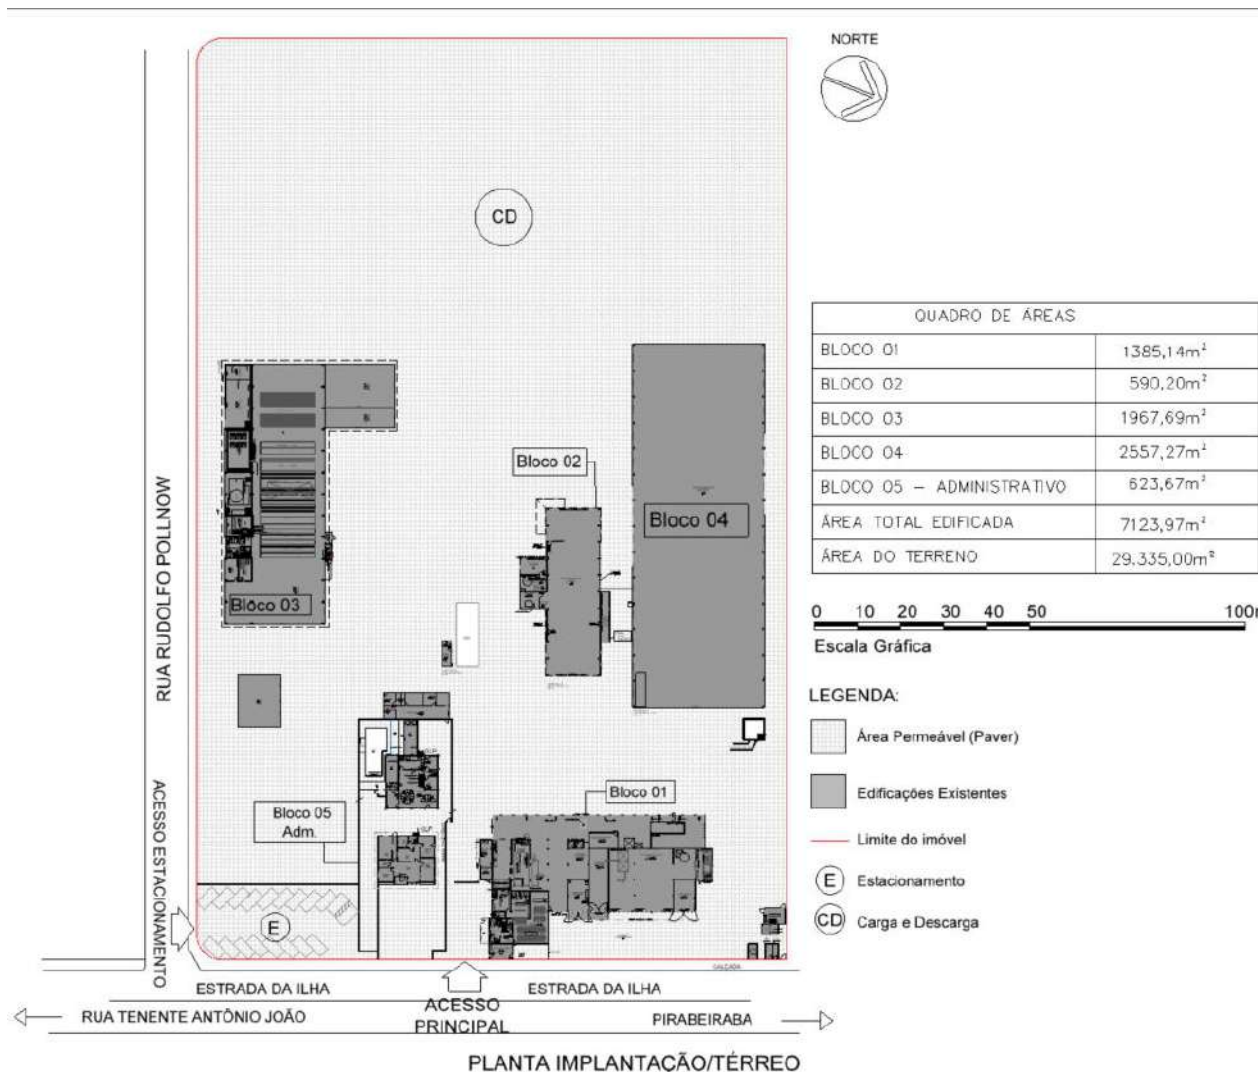 NORTE
CD
QUADRO DE ÁREAS
BLOCO 01 1385,14m²
BLOCO 02 590,20m²
BLOCO 03 1967,69m²
BLOCO 04 2557,27m²
BLOCO 05 – ADMINISTRATIVO 623,67m²
ÁREA TOTAL EDIFICADA 7123,97m²
ÁREA DO TERRENO 29.335,00m²
Bloco 02
Bloco 04
Bloco 03
RUA RUDOLFO POLLNOW
0 10 20 30 40 50 100m
Escala Gráfica
LEGENDA:
Área Permeável (Paver)
Edificações Existentes
Limite do imóvel
E Estacionamento
CD Carga e Descarga
Bloco 01
Bloco 05
Adm.
ACESSO ESTACIONAMENTO
E
CALÇADA
ESTRADA DA ILHA ESTRADA DA ILHA
ACESSO
PRINCIPAL
RUA TENENTE ANTÔNIO JOÃO PIRABEIRABA
PLANTA IMPLANTAÇÃO/TÉRREO